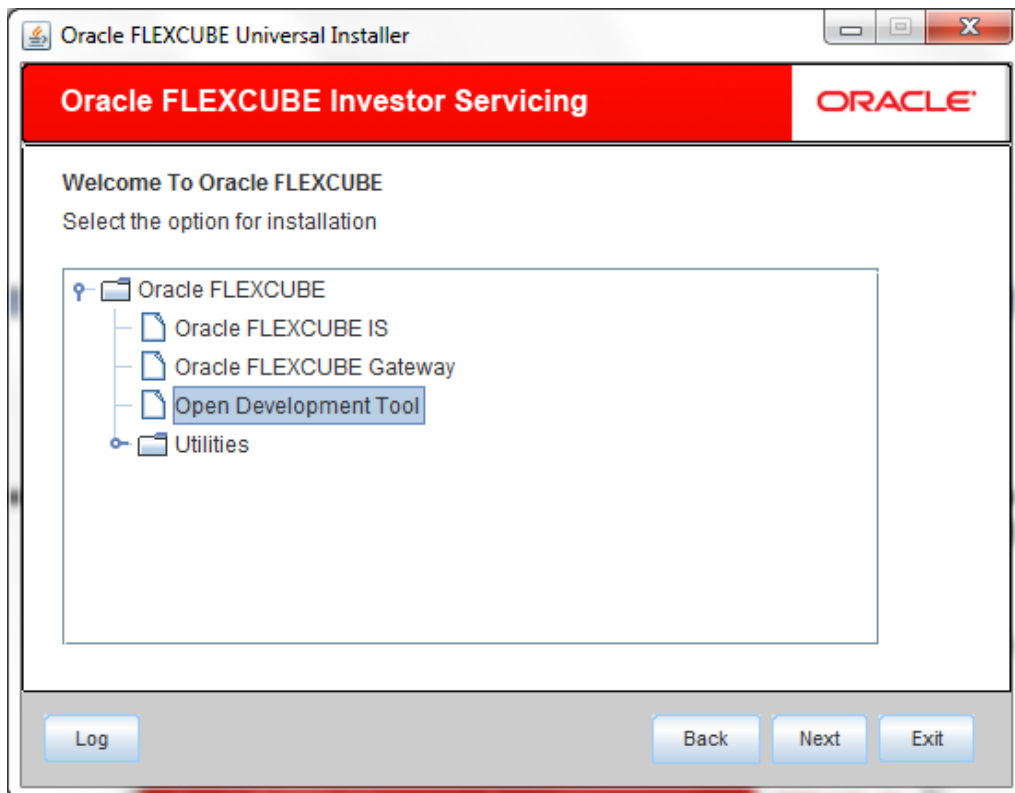 Oracle FLEXCUBE Universal Installer
Oracle FLEXCUBE Investor Servicing
ORACLE
Welcome To Oracle FLEXCUBE
Select the option for installation
Oracle FLEXCUBE
Oracle FLEXCUBE IS
Oracle FLEXCUBE Gateway
Open Development Tool
Utilities
Log Back Next Exit